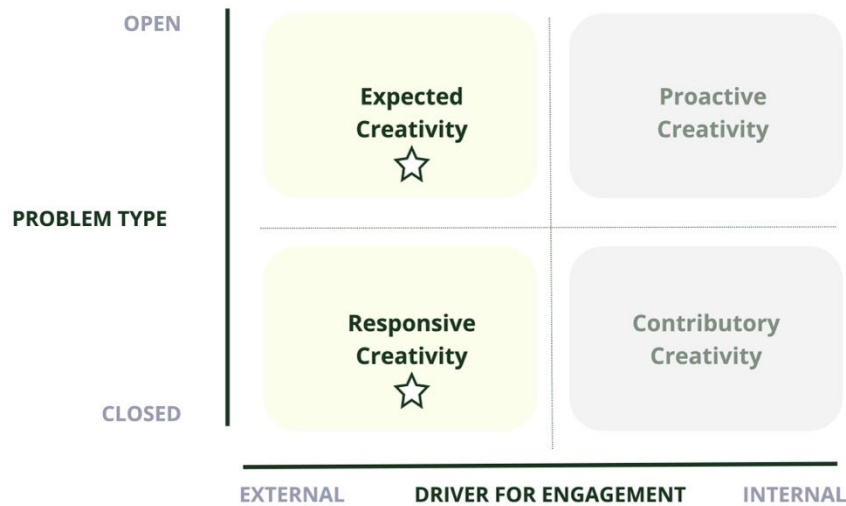 OPEN
Expected
Creativity
Proactive
Creativity
PROBLEM TYPE
Responsive
Creativity
Contributory
Creativity
CLOSED
EXTERNAL
DRIVER FOR ENGAGEMENT
INTERNAL